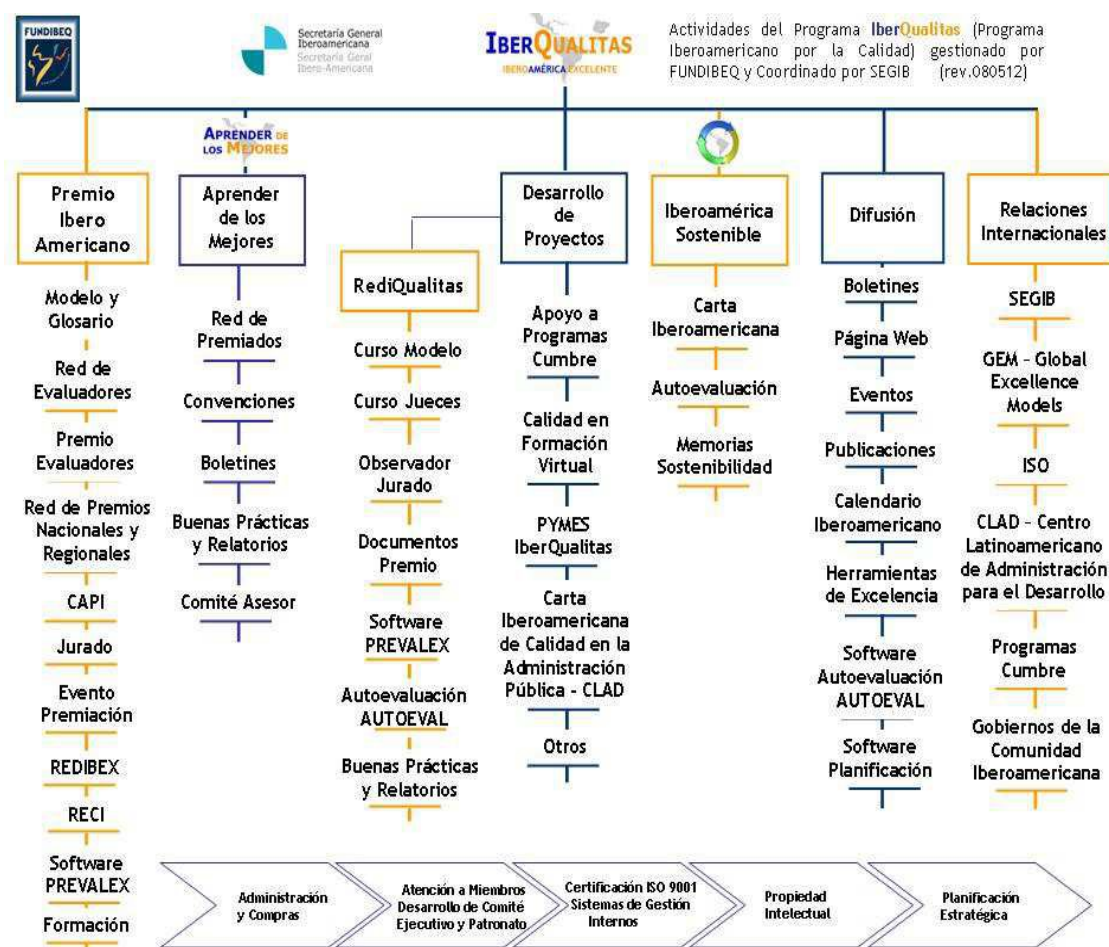 FUNDIBEQ
Secretaría General
Iberoamericana
Secretaria Geral
Ibero-Americana
IBERQUALITAS
IBEROAMÉRICA EXCELENTE
Actividades del Programa IberQualitas (Programa
Iberoamericano por la Calidad) gestionado por
FUNDIBEQ y Coordinado por SEGIB (rev.080512)
APRENDER DE
LOS MEJORES
Premio
Ibero
Americano
Modelo y
Glosario
Red de
Evaluadores
Premio
Evaluadores
Red de Premios
Nacionales y
Regionales
CAPI
Jurado
Evento
Premiación
REDIBEX
RECI
Software
PREVALEX
Formación
Aprender
de los
Mejores
Red de
Premiados
Convenciones
Boletines
Buenas Prácticas
y Relatorios
Comité Asesor
RediQualitas
Curso Modelo
Curso Jueces
Observador
Jurado
Documentos
Premio
Software
PREVALEX
Autoevaluación
AUTOEVAL
Buenas Prácticas
y Relatorios
Desarrollo
de
Proyectos
Apoyo a
Programas
Cumbre
Calidad en
Formación
Virtual
PYMES
IberQualitas
Carta
Iberoamericana
de Calidad en la
Administración
Pública - CLAD
Otros
Iberoamérica
Sostenible
Carta
Iberoamericana
Autoevaluación
Memorias
Sostenibilidad
Difusión
Boletines
Página Web
Eventos
Publicaciones
Calendario
Iberoamericano
Herramientas
de Excelencia
Software
Autoevaluación
AUTOEVAL
Software
Planificación
Relaciones
Internacionales
SEGIB
GEM - Global
Excellence
Models
ISO
CLAD - Centro
Latinoamericano
de Administración
para el Desarrollo
Programas
Cumbre
Gobiernos de la
Comunidad
Iberoamericana
Administración
y Compras
Atención a Miembros
Desarrollo de Comité
Ejecutivo y Patronato
Certificación ISO 9001
Sistemas de Gestión
Internos
Propiedad
Intelectual
Planificación
Estratégica